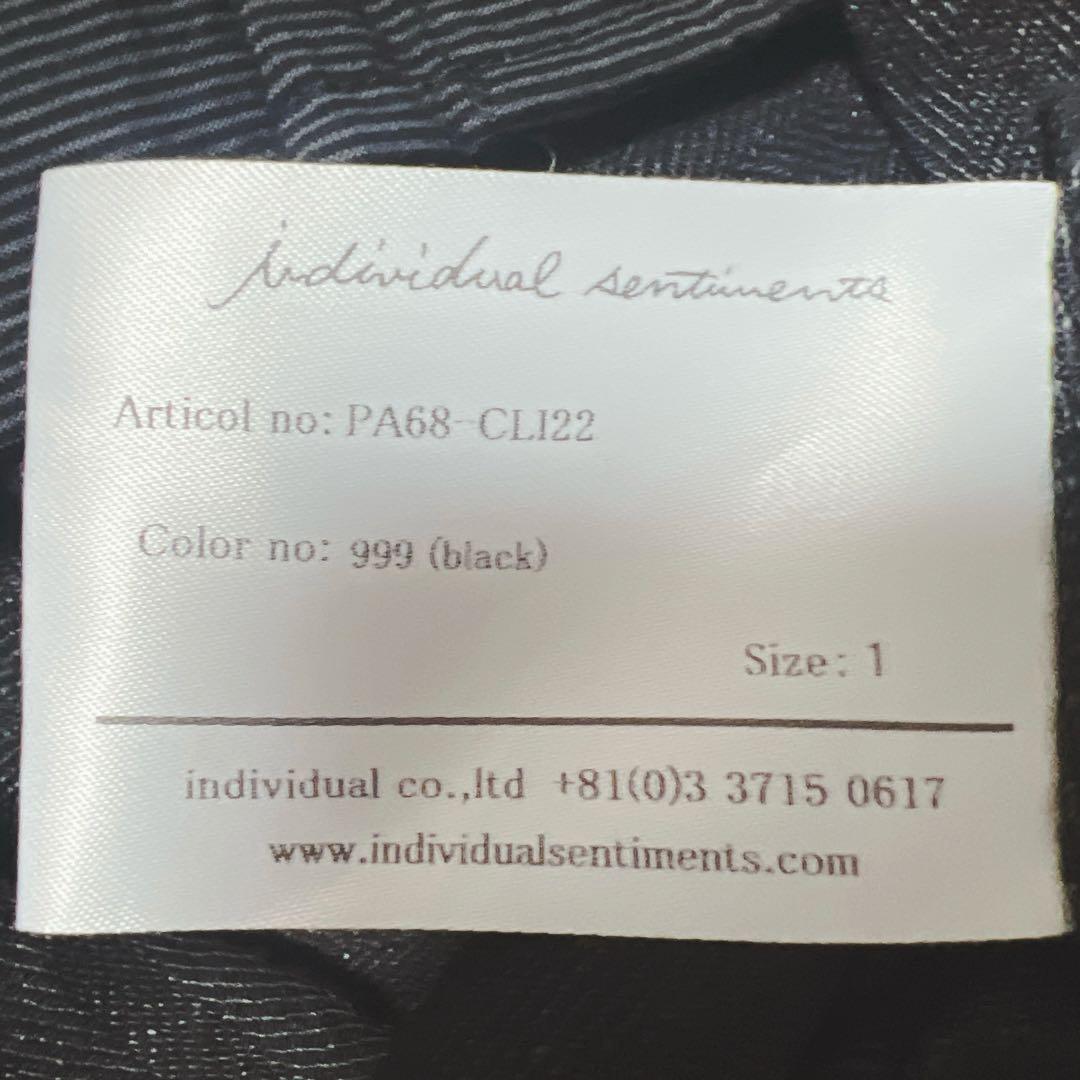 individual sentiments
Articol no: PA68-CLI22
Color no: 999 (black)
Size: 1
individual co.,ltd +81(0)3 3715 0617
www.individualsentiments.com